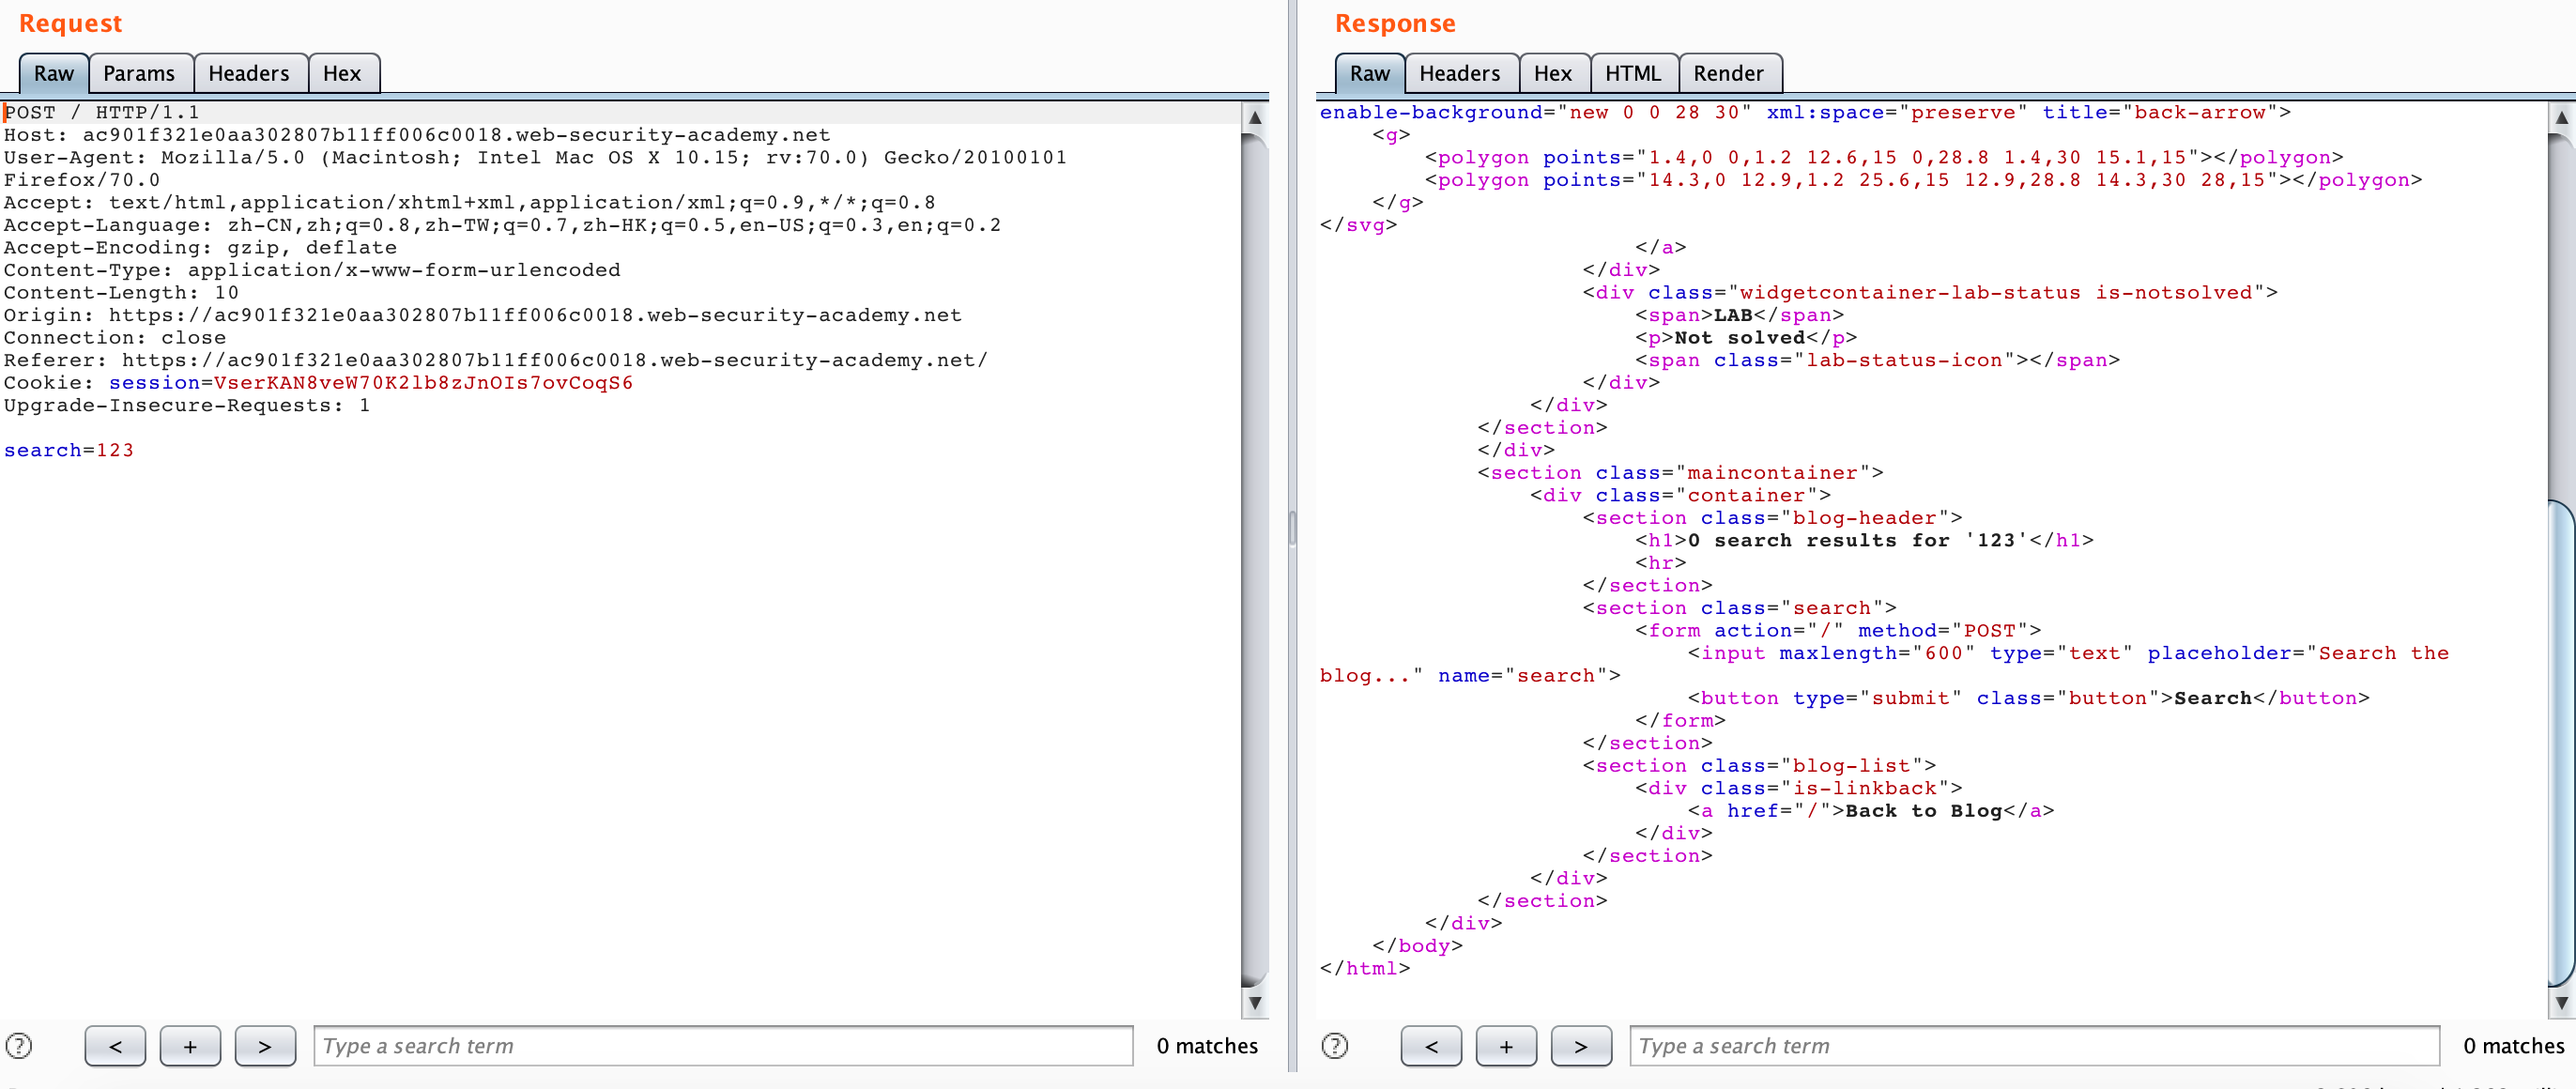 Request
Raw Params Headers Hex
POST / HTTP/1.1
Host: ac901f321e0aa302807b11ff006c0018.web-security-academy.net
User-Agent: Mozilla/5.0 (Macintosh; Intel Mac OS X 10.15; rv:70.0) Gecko/20100101
Firefox/70.0
Accept: text/html,application/xhtml+xml,application/xml;q=0.9,*/*;q=0.8
Accept-Language: zh-CN,zh;q=0.8,zh-TW;q=0.7,zh-HK;q=0.5,en-US;q=0.3,en;q=0.2
Accept-Encoding: gzip, deflate
Content-Type: application/x-www-form-urlencoded
Content-Length: 10
Origin: https://ac901f321e0aa302807b11ff006c0018.web-security-academy.net
Connection: close
Referer: https://ac901f321e0aa302807b11ff006c0018.web-security-academy.net/
Cookie: session=VserKAN8veW70K2lb8zJnOIs7ovCoqS6
Upgrade-Insecure-Requests: 1
search=123
? < + > Type a search term 0 matches
Response
Raw Headers Hex HTML Render
enable-background="new 0 0 28 30" xml:space="preserve" title="back-arrow">
<g>
<polygon points="1.4,0 0,1.2 12.6,15 0,28.8 1.4,30 15.1,15"></polygon>
<polygon points="14.3,0 12.9,1.2 25.6,15 12.9,28.8 14.3,30 28,15"></polygon>
</g>
</svg>
</a>
</div>
<div class="widgetcontainer-lab-status is-notsolved">
<span>LAB</span>
<p>Not solved</p>
<span class="lab-status-icon"></span>
</div>
</div>
</section>
</div>
<section class="maincontainer">
<div class="container">
<section class="blog-header">
<h1>0 search results for '123'</h1>
<hr>
</section>
<section class="search">
<form action="/" method="POST">
<input maxlength="600" type="text" placeholder="Search the
blog..." name="search">
<button type="submit" class="button">Search</button>
</form>
</section>
<section class="blog-list">
<div class="is-linkback">
<a href="/">Back to Blog</a>
</div>
</section>
</div>
</section>
</div>
</body>
</html>
? < + > Type a search term 0 matches